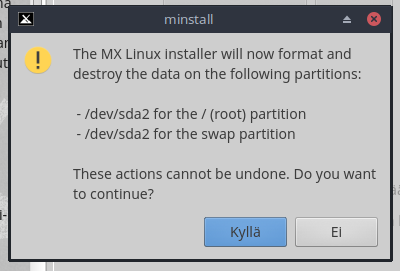 minstall
The MX Linux installer will now format and
destroy the data on the following partitions:
- /dev/sda2 for the / (root) partition
- /dev/sda2 for the swap partition
These actions cannot be undone. Do you want
to continue?
Kyllä
Ei